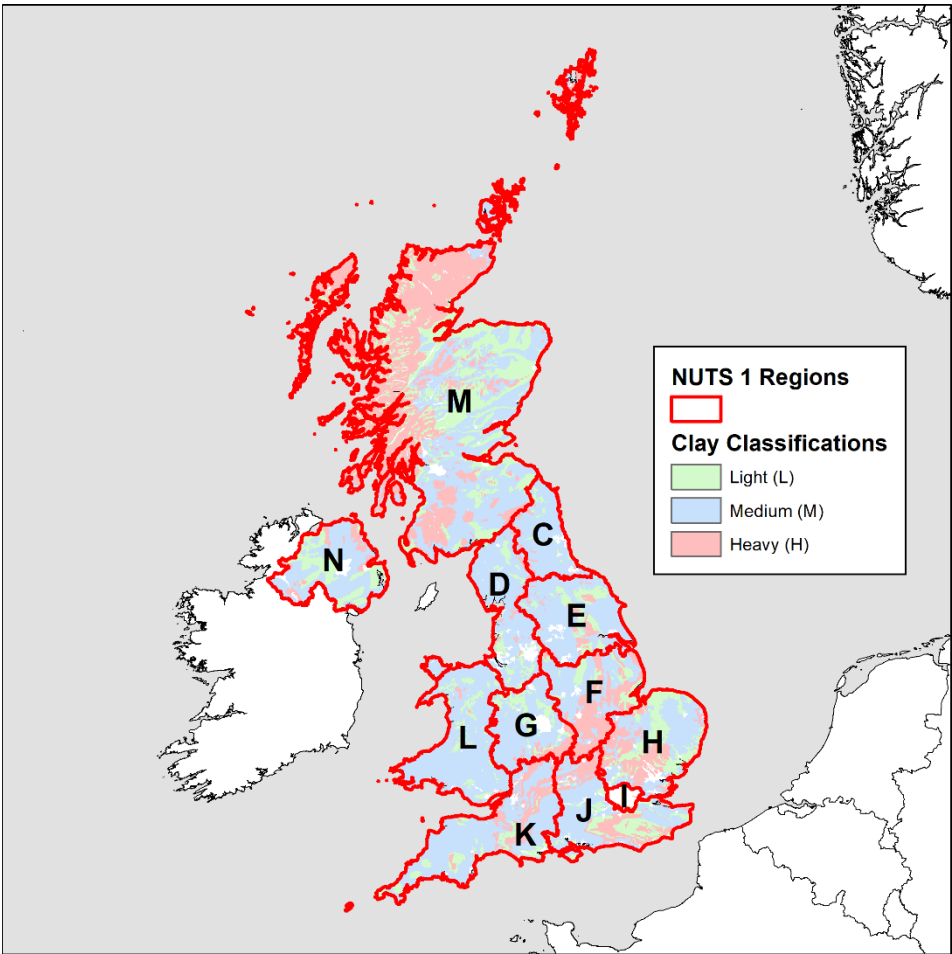 NUTS 1 Regions
Clay Classifications
Light (L)
Medium (M)
Heavy (H)
M
C
N
D
E
F
G
L
H
I
J
K